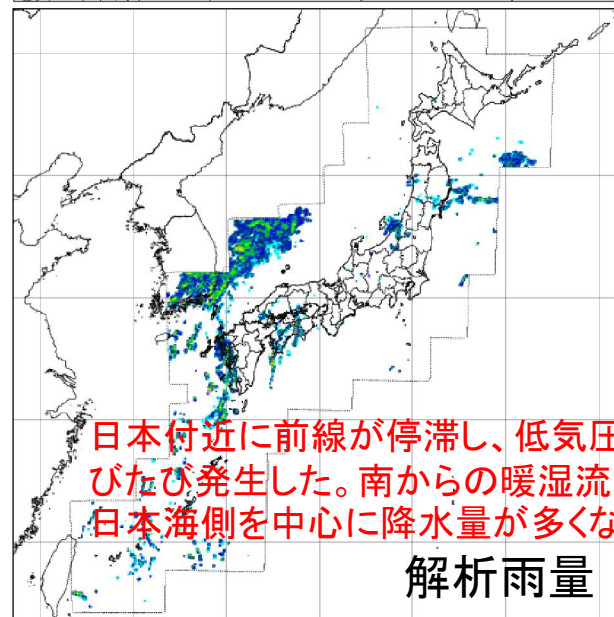 日本付近に前線が停滞し、低気圧
びたび発生した。南からの暖湿流
日本海側を中心に降水量が多くな
解析雨量